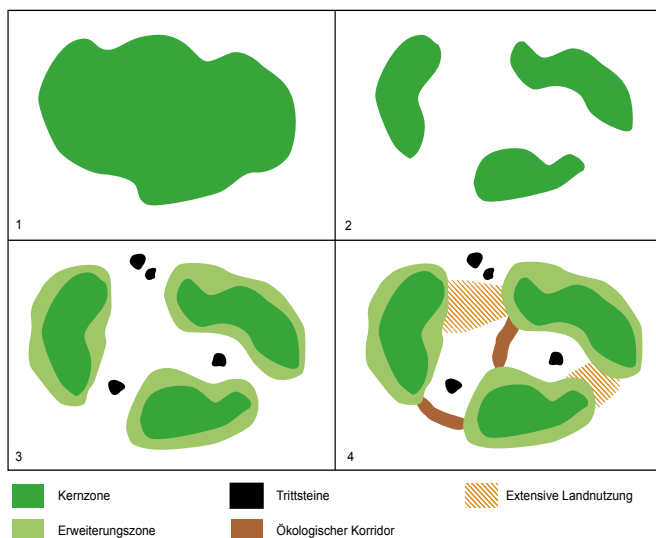 1
2
3
4
Kernzone
Trittsteine
Extensive Landnutzung
Erweiterungszone
Ökologischer Korridor